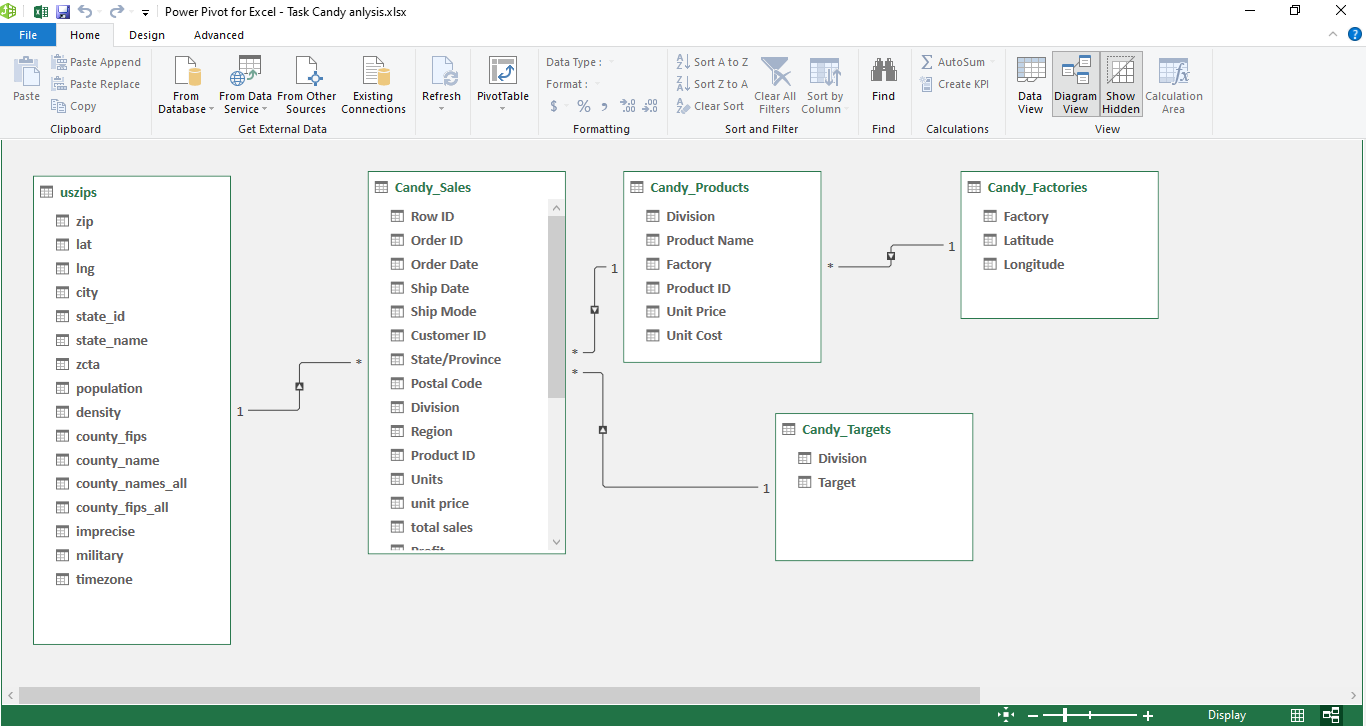 Power Pivot for Excel - Task Candy anlysis.xlsx
File Home Design Advanced
Paste
Paste Append
Paste Replace
Copy
Clipboard
From Database
From Data Service
From Other Sources
Existing Connections
Get External Data
Refresh
PivotTable
Data Type :
Format :
$ % ,
.00 .00
Formatting
Sort A to Z
Sort Z to A
Clear Sort
Clear All Filters
Sort by Column
Sort and Filter
Find
Find
AutoSum
Create KPI
Calculations
Data View
Diagram View
Show Hidden
Calculation Area
View
uszips
zip
lat
lng
city
state_id
state_name
zcta
population
density
county_fips
county_name
county_names_all
county_fips_all
imprecise
military
timezone
1
*
Candy_Sales
Row ID
Order ID
Order Date
Ship Date
Ship Mode
Customer ID
State/Province
Postal Code
Division
Region
Product ID
Units
unit price
total sales
Profit
*
1
*
1
Candy_Products
Division
Product Name
Factory
Product ID
Unit Price
Unit Cost
*
1
Candy_Factories
Factory
Latitude
Longitude
Candy_Targets
Division
Target
Display